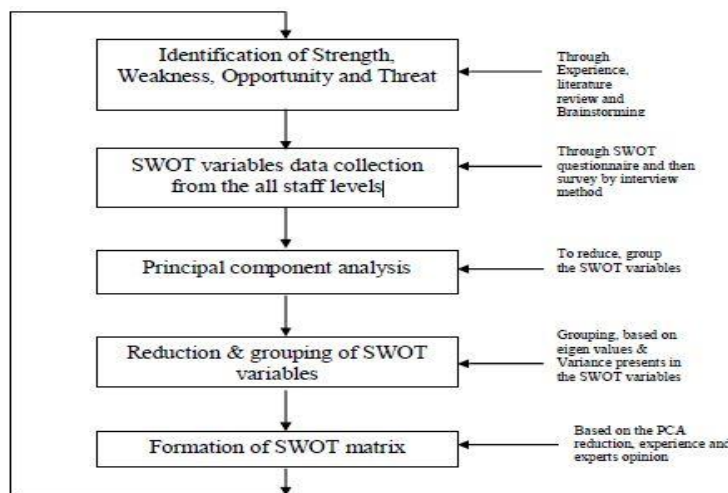 Identification of Strength,
Weakness, Opportunity and Threat
Through
Experience,
literature
review and
Brainstorming
SWOT variables data collection
from the all staff levels
Through SWOT
questionnaire and then
survey by interview
method
Principal component analysis
To reduce, group
the SWOT variables
Reduction & grouping of SWOT
variables
Grouping, based on
eigen values &
Variance presents in
the SWOT variables
Formation of SWOT matrix
Based on the PCA
reduction, experience and
experts opinion